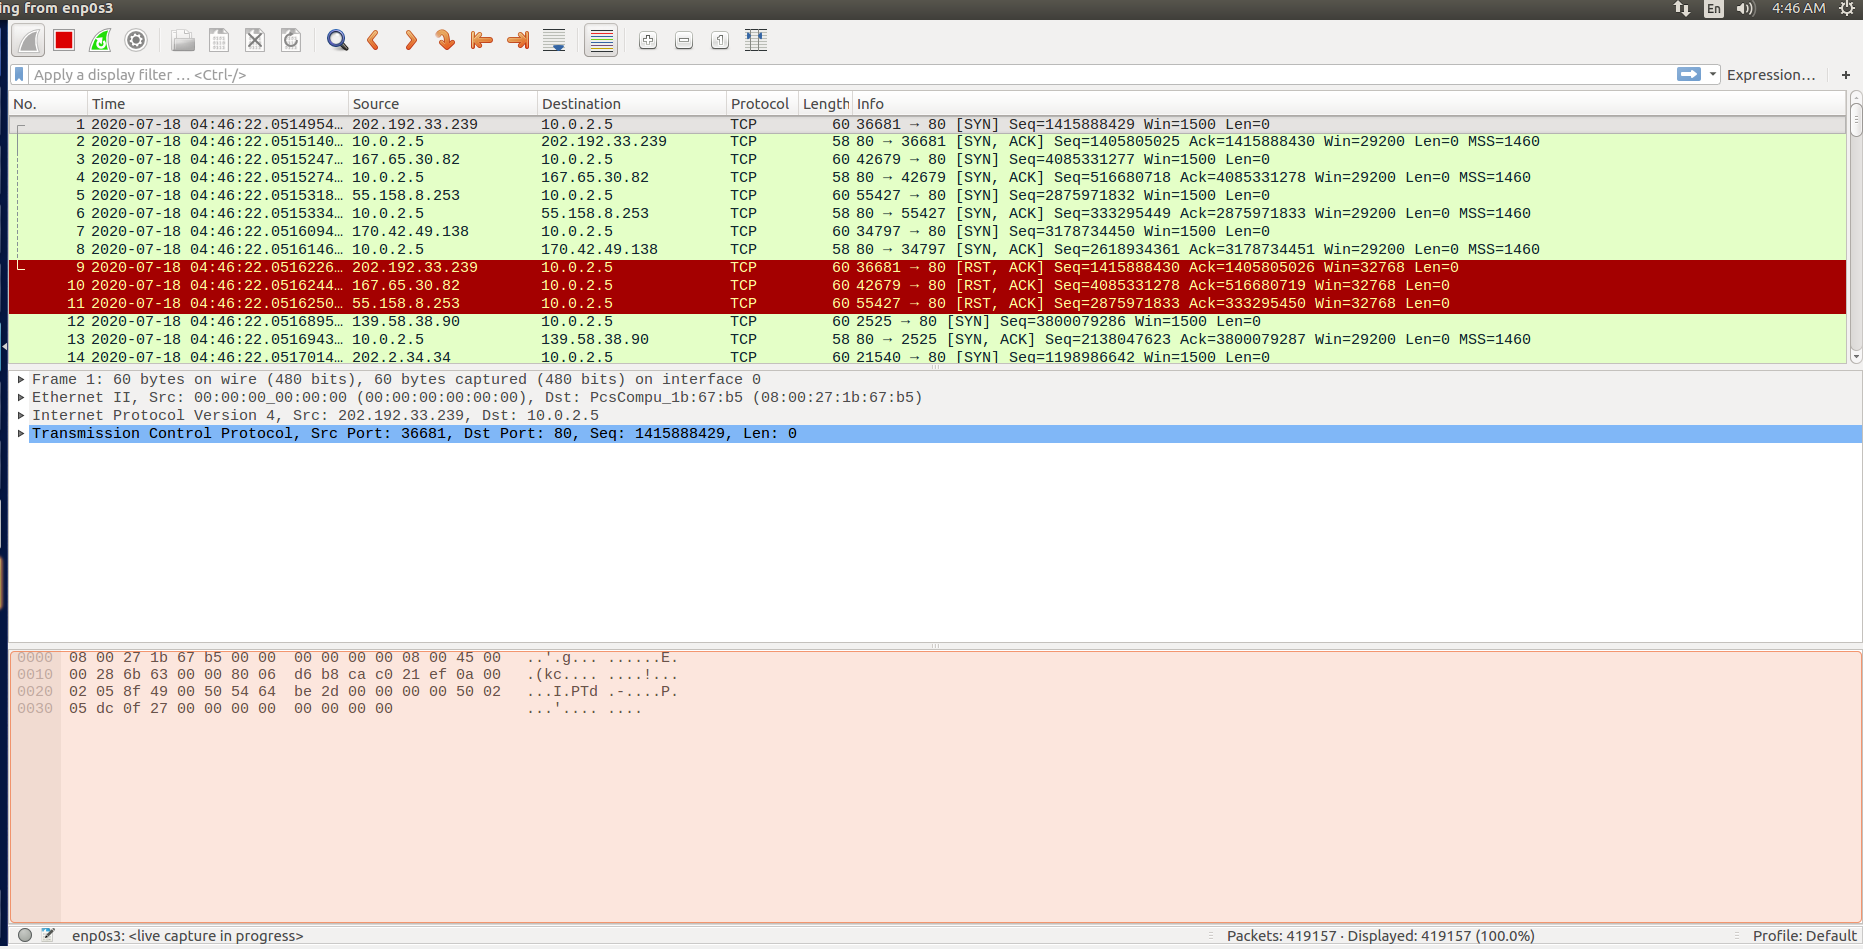 ing from enp0s3
En
4:46 AM
Apply a display filter … <Ctrl-/>
Expression…
+
No. Time Source Destination Protocol Length Info
1 2020-07-18 04:46:22.0514954… 202.192.33.239 10.0.2.5 TCP 60 36681 → 80 [SYN] Seq=1415888429 Win=1500 Len=0
2 2020-07-18 04:46:22.0515140… 10.0.2.5 202.192.33.239 TCP 58 80 → 36681 [SYN, ACK] Seq=1405805025 Ack=1415888430 Win=29200 Len=0 MSS=1460
3 2020-07-18 04:46:22.0515247… 167.65.30.82 10.0.2.5 TCP 60 42679 → 80 [SYN] Seq=4085331277 Win=1500 Len=0
4 2020-07-18 04:46:22.0515274… 10.0.2.5 167.65.30.82 TCP 58 80 → 42679 [SYN, ACK] Seq=516680718 Ack=4085331278 Win=29200 Len=0 MSS=1460
5 2020-07-18 04:46:22.0515318… 55.158.8.253 10.0.2.5 TCP 60 55427 → 80 [SYN] Seq=2875971832 Win=1500 Len=0
6 2020-07-18 04:46:22.0515334… 10.0.2.5 55.158.8.253 TCP 58 80 → 55427 [SYN, ACK] Seq=333295449 Ack=2875971833 Win=29200 Len=0 MSS=1460
7 2020-07-18 04:46:22.0516094… 170.42.49.138 10.0.2.5 TCP 60 34797 → 80 [SYN] Seq=3178734450 Win=1500 Len=0
8 2020-07-18 04:46:22.0516146… 10.0.2.5 170.42.49.138 TCP 58 80 → 34797 [SYN, ACK] Seq=2618934361 Ack=3178734451 Win=29200 Len=0 MSS=1460
9 2020-07-18 04:46:22.0516226… 202.192.33.239 10.0.2.5 TCP 60 36681 → 80 [RST, ACK] Seq=1415888430 Ack=1405805026 Win=32768 Len=0
10 2020-07-18 04:46:22.0516244… 167.65.30.82 10.0.2.5 TCP 60 42679 → 80 [RST, ACK] Seq=4085331278 Ack=516680719 Win=32768 Len=0
11 2020-07-18 04:46:22.0516250… 55.158.8.253 10.0.2.5 TCP 60 55427 → 80 [RST, ACK] Seq=2875971833 Ack=333295450 Win=32768 Len=0
12 2020-07-18 04:46:22.0516895… 139.58.38.90 10.0.2.5 TCP 60 2525 → 80 [SYN] Seq=3800079286 Win=1500 Len=0
13 2020-07-18 04:46:22.0516943… 10.0.2.5 139.58.38.90 TCP 58 80 → 2525 [SYN, ACK] Seq=2138047623 Ack=3800079287 Win=29200 Len=0 MSS=1460
14 2020-07-18 04:46:22.0517014… 202.2.34.34 10.0.2.5 TCP 60 21540 → 80 [SYN] Seq=1198986642 Win=1500 Len=0
Frame 1: 60 bytes on wire (480 bits), 60 bytes captured (480 bits) on interface 0
Ethernet II, Src: 00:00:00_00:00:00 (00:00:00:00:00:00), Dst: PcsCompu_1b:67:b5 (08:00:27:1b:67:b5)
Internet Protocol Version 4, Src: 202.192.33.239, Dst: 10.0.2.5
Transmission Control Protocol, Src Port: 36681, Dst Port: 80, Seq: 1415888429, Len: 0
0000 08 00 27 1b 67 b5 00 00 00 00 00 00 08 00 45 00 ..'.g... ......E.
0010 00 28 6b 63 00 00 80 06 d6 b8 ca c0 21 ef 0a 00 .(kc.... ....!...
0020 02 05 8f 49 00 50 54 64 be 2d 00 00 00 00 50 02 ...I.PTd .-....P.
0030 05 dc 0f 27 00 00 00 00 00 00 00 00 ...'.... ....
enp0s3: <live capture in progress>
Packets: 419157 · Displayed: 419157 (100.0%)
Profile: Default